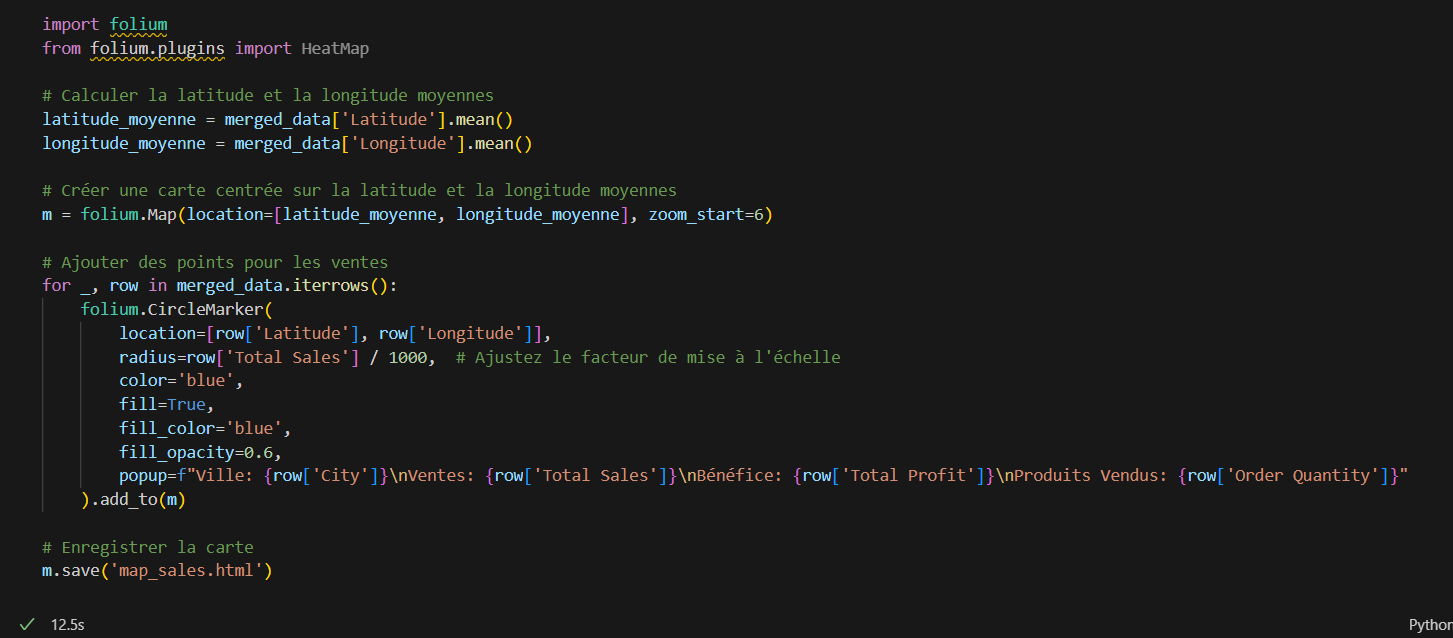 import folium
from folium.plugins import HeatMap
# Calculer la latitude et la longitude moyennes
latitude_moyenne = merged_data['Latitude'].mean()
longitude_moyenne = merged_data['Longitude'].mean()
# Créer une carte centrée sur la latitude et la longitude moyennes
m = folium.Map(location=[latitude_moyenne, longitude_moyenne], zoom_start=6)
# Ajouter des points pour les ventes
for _, row in merged_data.iterrows():
    folium.CircleMarker(
        location=[row['Latitude'], row['Longitude']],
        radius=row['Total Sales'] / 1000,  # Ajustez le facteur de mise à l'échelle
        color='blue',
        fill=True,
        fill_color='blue',
        fill_opacity=0.6,
        popup=f"Ville: {row['City']}\nVentes: {row['Total Sales']}\nBénéfice: {row['Total Profit']}\nProduits Vendus: {row['Order Quantity']}"
    ).add_to(m)
# Enregistrer la carte
m.save('map_sales.html')
12.5s
Python